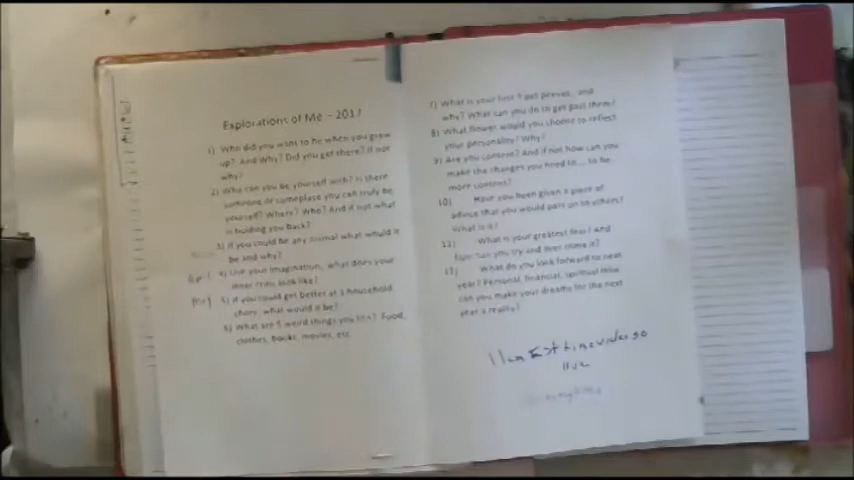 Explorations of Me - 2017
1) Who did you want to be when you grew
up? And Why? Did you get there? If not
why?
2) Who can you be yourself with? Is there
someone or someplace you can truly be
yourself? Where? Who? And if not what
is holding you back?
3) If you could be any animal what would it
be and why?
4) Use your imagination, what does your
inner critic look like?
5) If you could get better at 1 household
chore, what would it be?
6) What are 5 weird things you like? Food,
clothes, books, movies, etc.
7) What is your first 5 pet peeves, and
why? What can you do to get past them?
8) What flower would you choose to reflect
your personality? Why?
9) Are you content? And if not how can you
make the changes you need to.... to be
more content?
10) Have you been given a piece of
advice that you would pass on to others?
What is it?
11) What is your greatest fear? And
how can you try and over come it?
12) What do you look forward to next
year? Personal, financial, spiritual How
can you make your dreams for the next
year a reality?